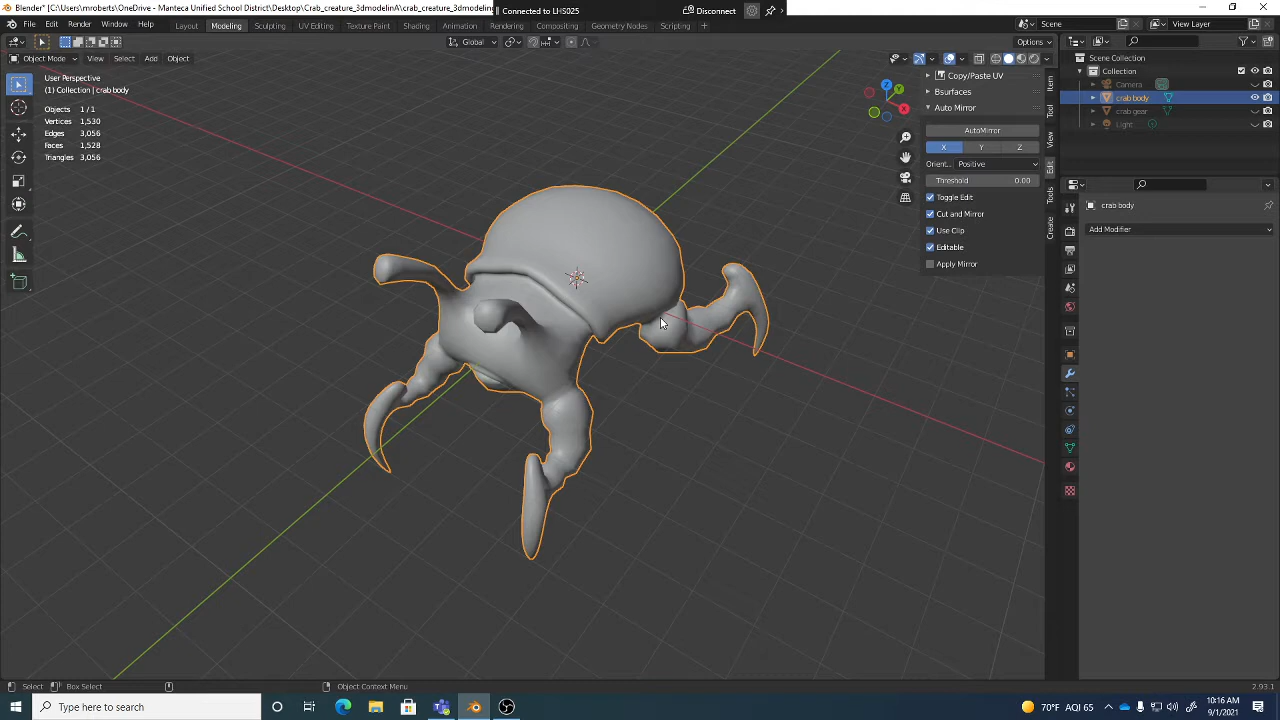 Blender* [C:\Users\mroberts\OneDrive - Manteca Unified School District\Desktop\Crab_creature_3dmodelinA\crab_creature_3dmodelin
Connected to LHS025
Disconnect
File Edit Render Window Help
Layout Modeling Sculpting UV Editing Texture Paint Shading Animation Rendering Compositing Geometry Nodes Scripting +
Scene
View Layer
Global
Options
Object Mode View Select Add Object
User Perspective
(1) Collection | crab body
Objects 1/1
Vertices 1,530
Edges 3,056
Faces 1,528
Triangles 3,056
X
Y
Z
Copy/Paste UV
Bsurfaces
Auto Mirror
AutoMirror
X Y Z
Orient... Positive
Threshold 0.00
Toggle Edit
Cut and Mirror
Use Clip
Editable
Apply Mirror
Item
Tool
View
Edit
Tools
Create
Scene Collection
Collection
Camera
crab body
crab gear
Light
crab body
Add Modifier
Select
Box Select
Object Context Menu
2.93.1
Type here to search
70°F AQI 65
10:16 AM
9/1/2021